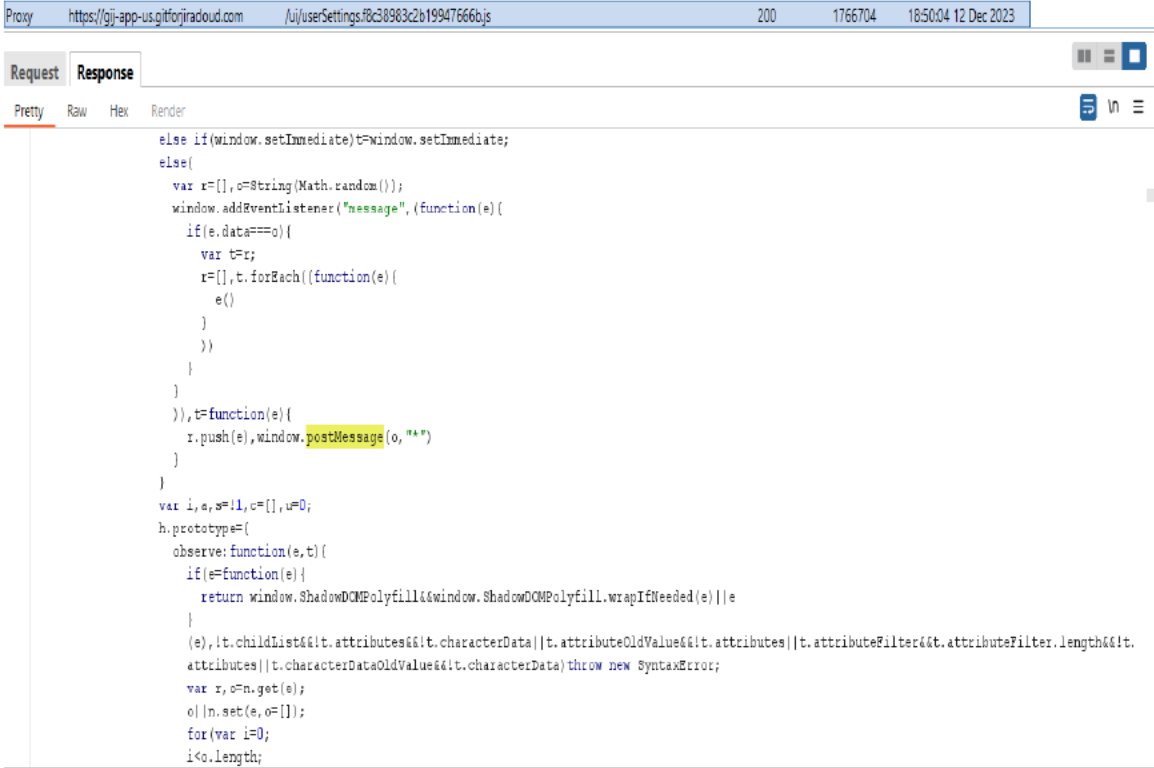 Proxy https://gij-app-us.gitforjiracloud.com /ui/userSettings.f8c38983c2b19947666b.js 200 1766704 18:50:04 12 Dec 2023
Request Response
Pretty Raw Hex Render \n
else if(window.setImmediate)t=window.setImmediate;
else{
var r=[],o=String(Math.random());
window.addEventListener("message",(function(e){
if(e.data===o){
var t=r;
r=[],t.forEach((function(e){
e()
}
))
}
}
)),t=function(e){
r.push(e),window.postMessage(o,"*")
}
}
var i,a,s=!1,c=[],u=0;
h.prototype={
observe:function(e,t){
if(e=function(e){
return window.ShadowDOMPolyfill&&window.ShadowDOMPolyfill.wrapIfNeeded(e)||e
}
(e),!t.childList&&!t.attributes&&!t.characterData||t.attributeOldValue&&!t.attributes||t.attributeFilter&&t.attributeFilter.length&&!t.
attributes||t.characterDataOldValue&&!t.characterData)throw new SyntaxError;
var r,o=n.get(e);
o||n.set(e,o=[]);
for(var i=0;
i<o.length;